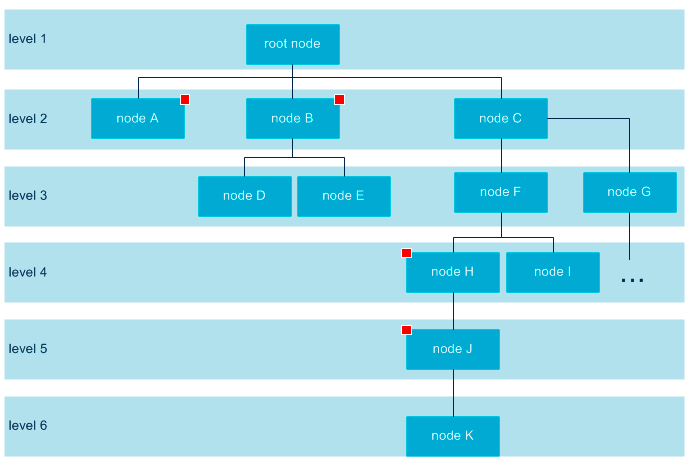 level 1
root node
level 2
node A
node B
node C
level 3
node D
node E
node F
node G
level 4
node H
node I
...
level 5
node J
level 6
node K